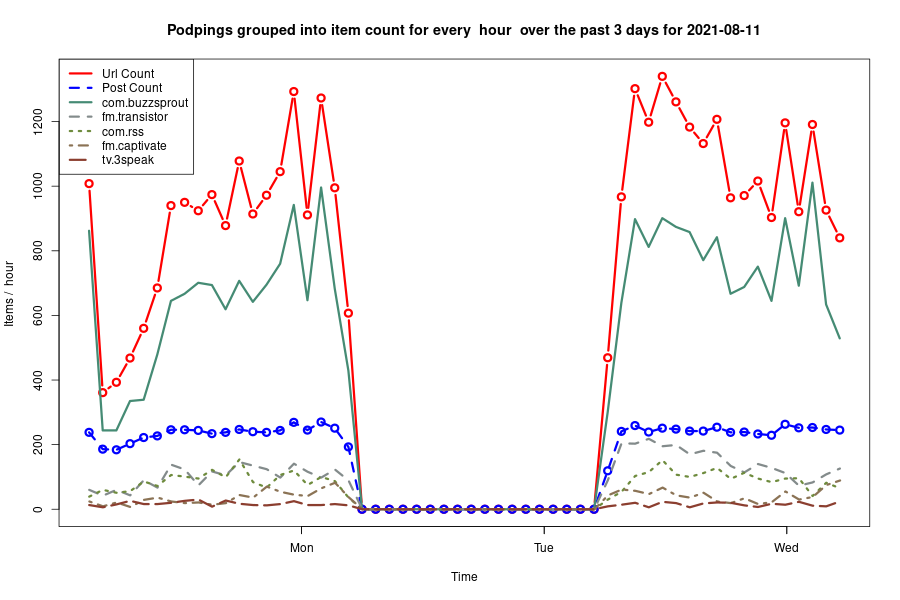 Podpings grouped into item count for every  hour  over the past 3 days for 2021-08-11
Url Count
Post Count
com.buzzsprout
fm.transistor
com.rss
fm.captivate
tv.3speak
Items /  hour
1200
1000
800
600
400
200
0
Mon
Tue
Wed
Time